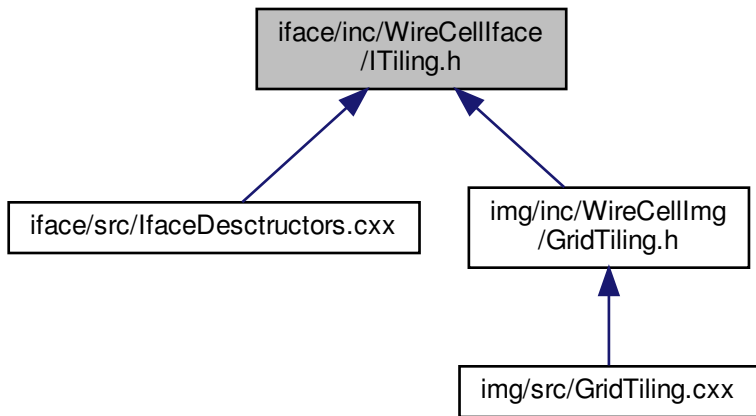 iface/inc/WireCellIface
/ITiling.h
iface/src/IfaceDesctructors.cxx
img/inc/WireCellImg
/GridTiling.h
img/src/GridTiling.cxx